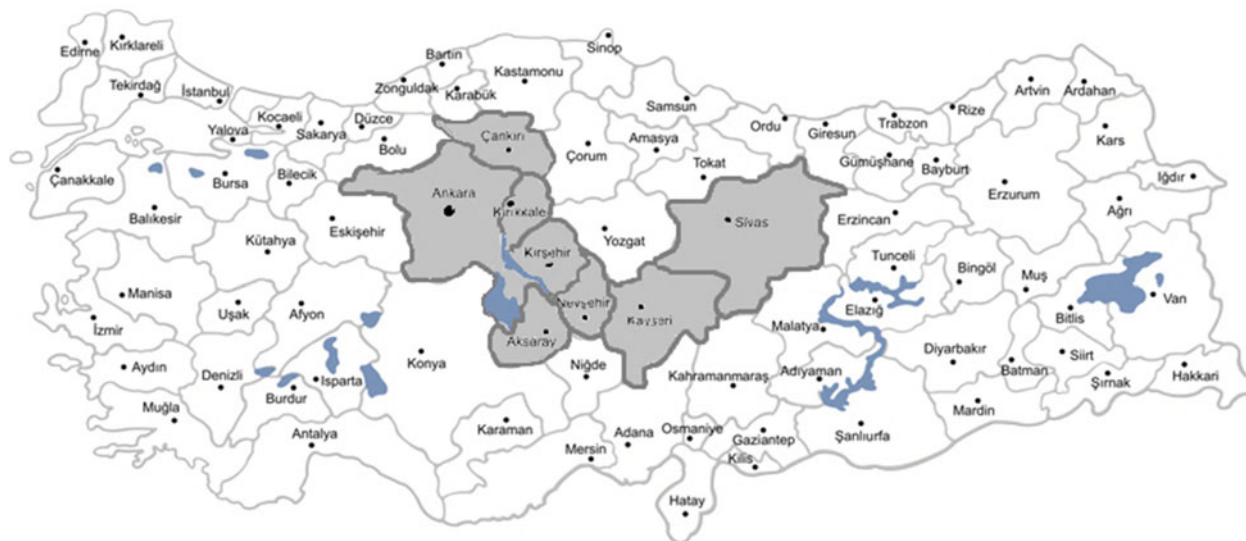 Edirne
Kırklareli
Tekirdağ
İstanbul
Yalova
Kocaeli
Sakarya
Düzce
Bolu
Zonguldak
Bartın
Karabük
Kastamonu
Sinop
Çankırı
Çorum
Samsun
Amasya
Tokat
Ordu
Giresun
Trabzon
Rize
Artvin
Ardahan
Kars
Gümüşhane
Bayburt
Erzurum
Iğdır
Ağrı
Çanakkale
Balıkesir
Bursa
Bilecik
Eskişehir
Kütahya
Ankara
Kırıkkale
Kırşehir
Yozgat
Sivas
Erzincan
Tunceli
Bingöl
Muş
Elazığ
Bitlis
Van
Manisa
İzmir
Uşak
Afyon
Konya
Aksaray
Nevşehir
Kayseri
Niğde
Malatya
Diyarbakır
Batman
Siirt
Şırnak
Hakkari
Aydın
Denizli
Burdur
Isparta
Muğla
Antalya
Karaman
Mersin
Adana
Kahramanmaraş
Osmaniye
Adıyaman
Gaziantep
Kilis
Şanlıurfa
Mardin
Hatay